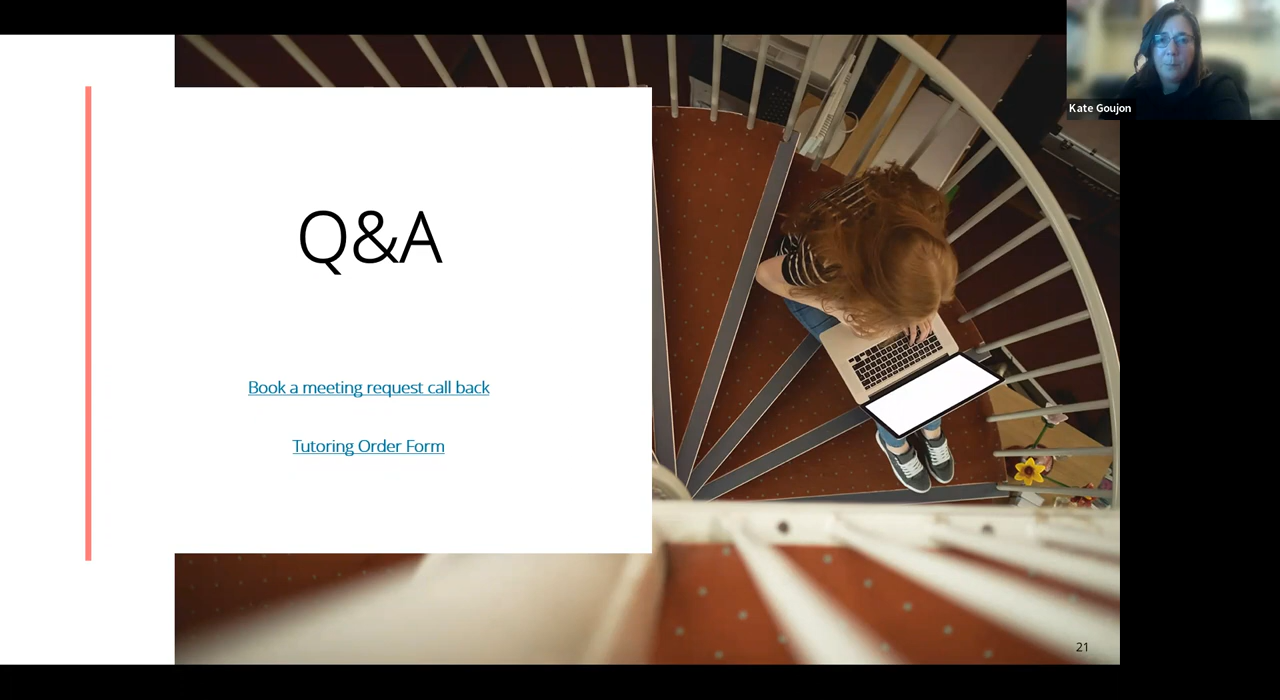 Kate Goujon
Q&A
Book a meeting request call back
Tutoring Order Form
21